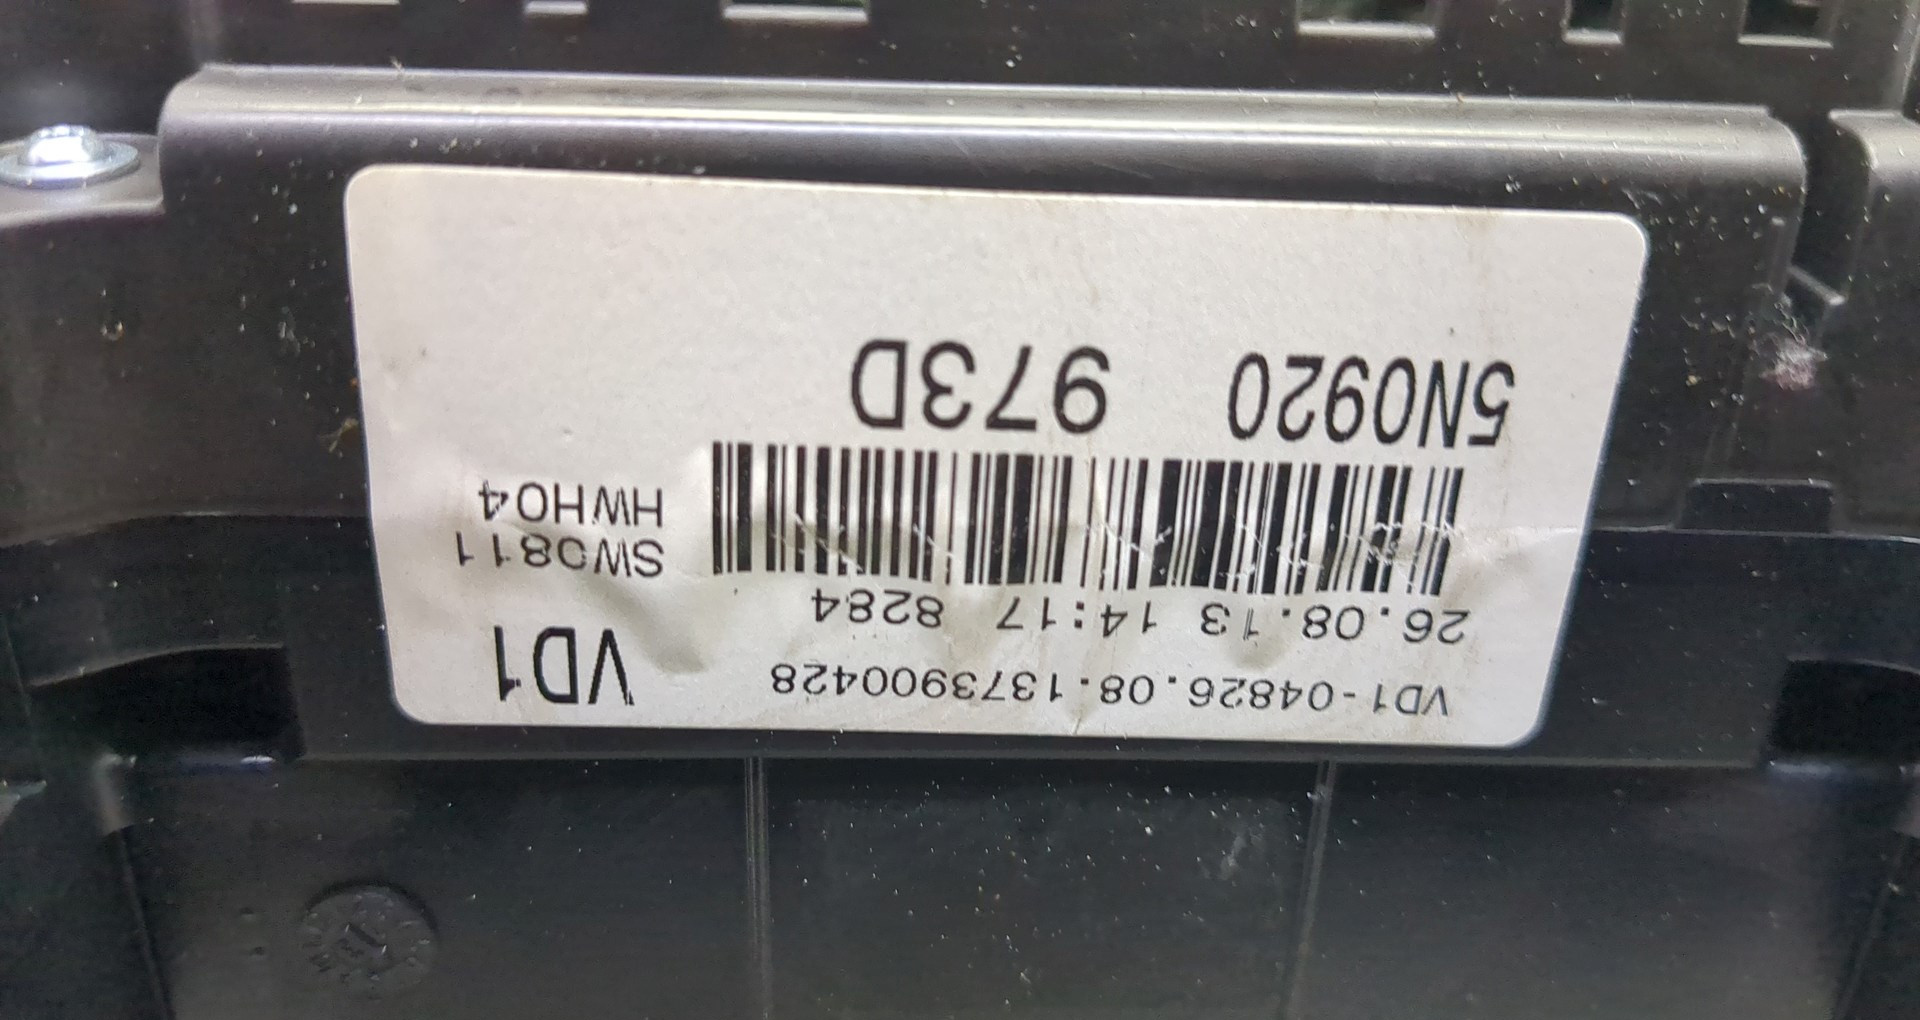 VD1-04826.08.1373900428
VD1
26.08.13 14:17 8284
SW0811
HWH04
5N0920 973D